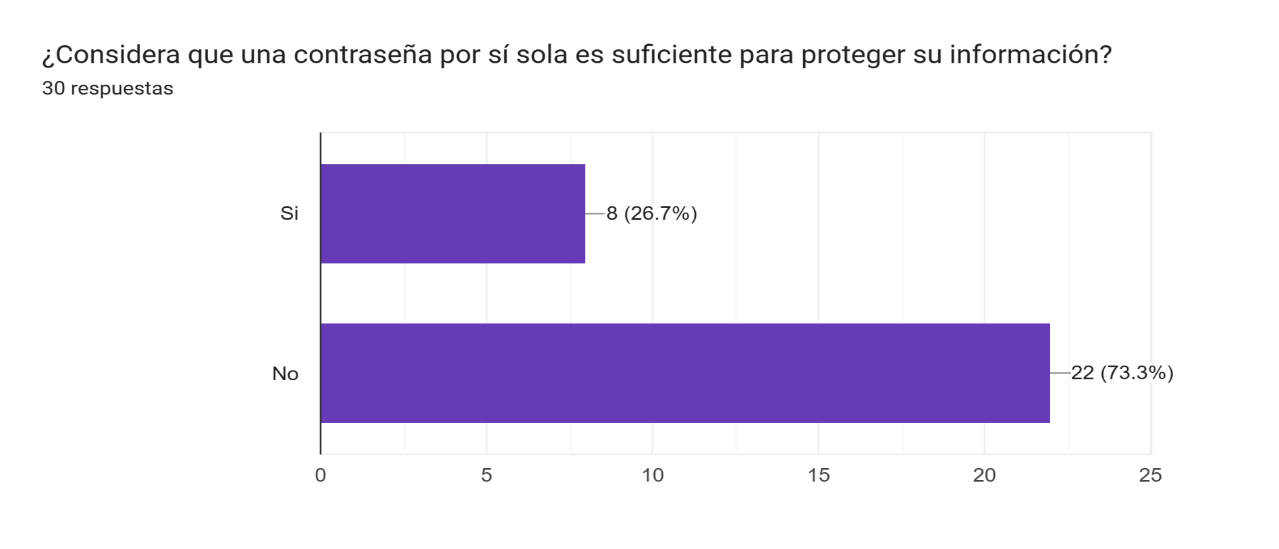 ¿Considera que una contraseña por sí sola es suficiente para proteger su información?
30 respuestas
Si
8 (26.7%)
No
22 (73.3%)
0 5 10 15 20 25